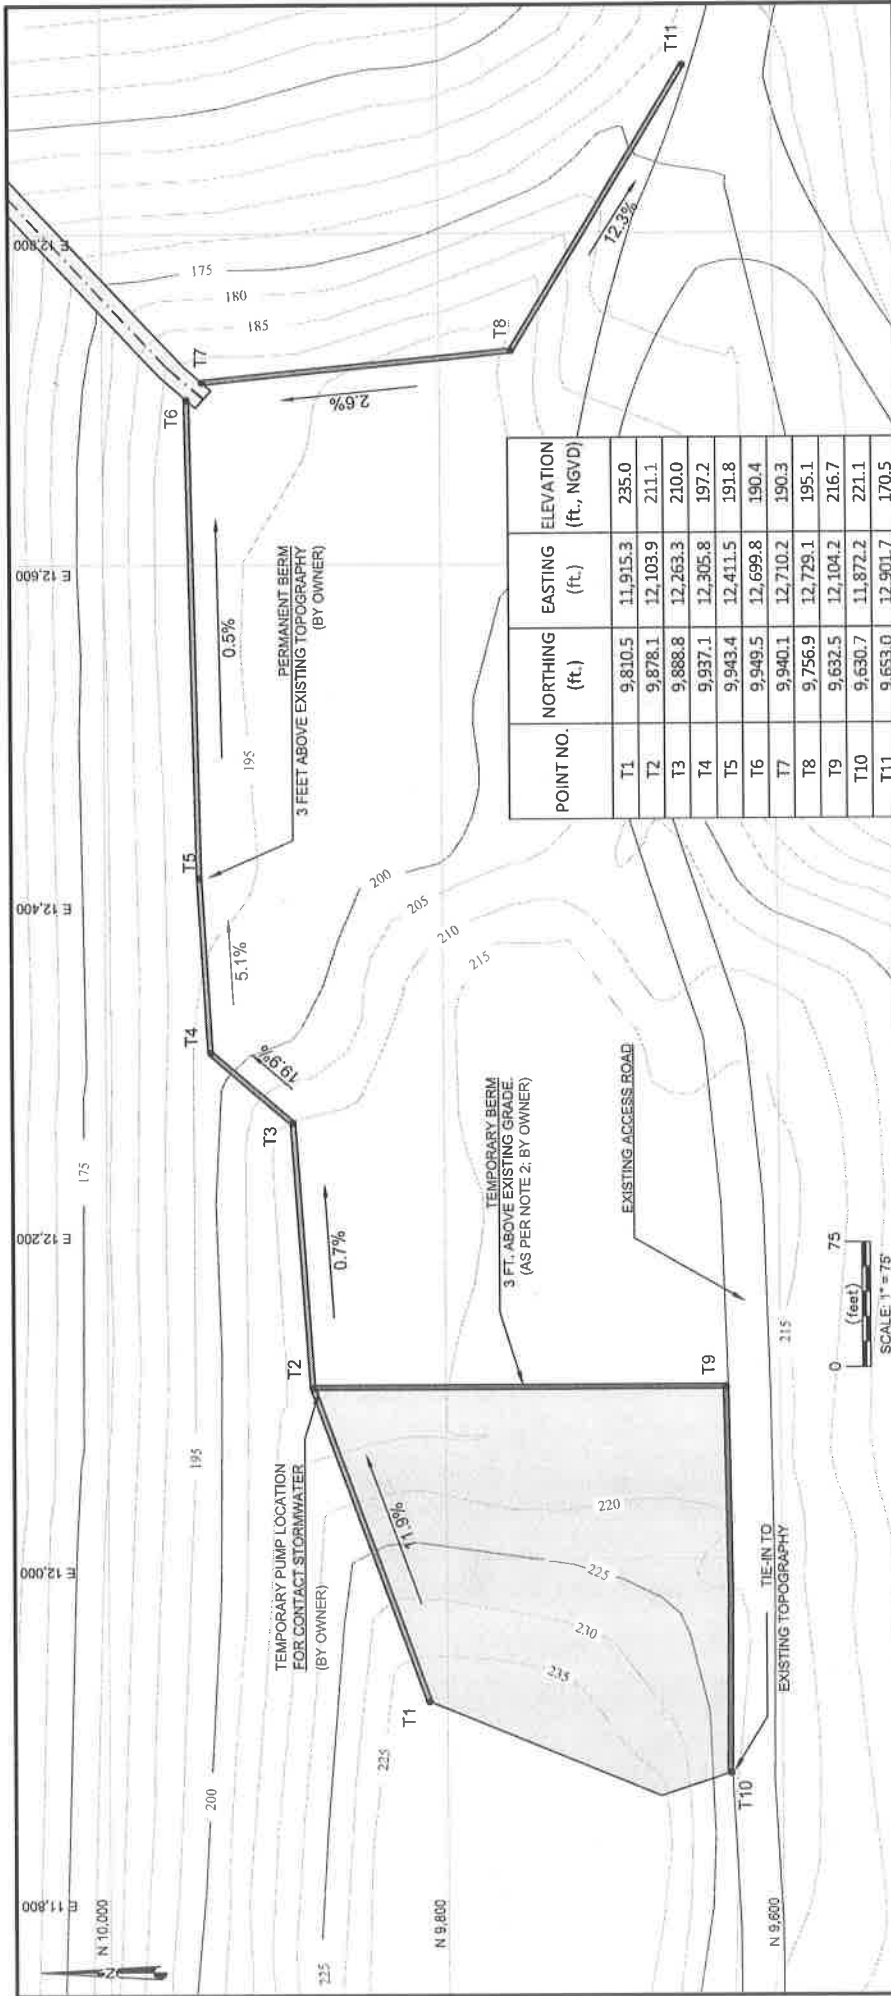 N
E 11,800
E 12,000
E 12,200
E 12,400
E 12,600
E 12,800
N 10,000
N 9,800
N 9,600
175
195
200
225
225
TEMPORARY PUMP LOCATION
FOR CONTACT STORMWATER
(BY OWNER)
T1
11.9%
T2
0.7%
T3
19.9%
T4
5.1%
T5
0.5%
T6
T7
2.6%
T8
12.3%
T11
175
180
185
195
PERMANENT BERM
3 FEET ABOVE EXISTING TOPOGRAPHY
(BY OWNER)
200
205
210
215
220
225
230
235
TEMPORARY BERM
3 FT. ABOVE EXISTING GRADE.
(AS PER NOTE 2; BY OWNER)
EXISTING ACCESS ROAD
T9
T10
TIE-IN TO
EXISTING TOPOGRAPHY
215
0 75
(feet)
SCALE: 1" = 75'
POINT NO. NORTHING (ft.) EASTING (ft.) ELEVATION (ft., NGVD)
T1 9,810.5 11,915.3 235.0
T2 9,878.1 12,103.9 211.1
T3 9,888.8 12,263.3 210.0
T4 9,937.1 12,305.8 197.2
T5 9,943.4 12,411.5 191.8
T6 9,949.5 12,699.8 190.4
T7 9,940.1 12,710.2 190.3
T8 9,756.9 12,729.1 195.1
T9 9,632.5 12,104.2 216.7
T10 9,630.7 11,872.2 221.1
T11 9,653.0 12,901.7 170.5